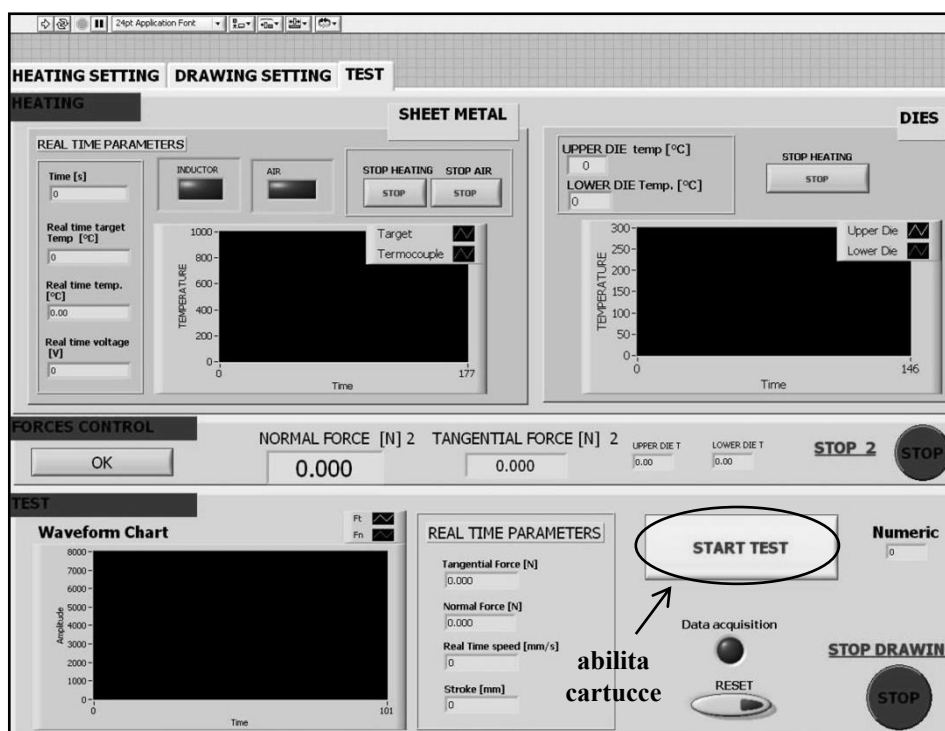 24pt Application Font
HEATING SETTING DRAWING SETTING TEST
HEATING
SHEET METAL
REAL TIME PARAMETERS
Time [s]
0
Real time target
Temp [°C]
0
Real time temp.
[°C]
0.00
Real time voltage
[V]
0
INDUCTOR
AIR
STOP HEATING STOP AIR
STOP STOP
Target
Termocouple
TEMPERATURE
1000
800
600
400
200
0
0 177
Time
DIES
UPPER DIE temp [°C]
0
LOWER DIE Temp. [°C]
0
STOP HEATING
STOP
Upper Die
Lower Die
TEMPERATURE
300
250
200
150
100
50
0
0 146
Time
FORCES CONTROL
OK
NORMAL FORCE [N] 2
0.000
TANGENTIAL FORCE [N] 2
0.000
UPPER DIE T
0.00
LOWER DIE T
0.00
STOP 2
STOP
TEST
Waveform Chart
Ft
Fn
Amplitude
8000
7000
6000
5000
4000
3000
2000
1000
0
0 101
Time
REAL TIME PARAMETERS
Tangential Force [N]
0.000
Normal Force [N]
0.000
Real Time speed [mm/s]
0
Stroke [mm]
0
START TEST
abilita
cartucce
Numeric
0
Data acquisition
RESET
STOP DRAWIN
STOP